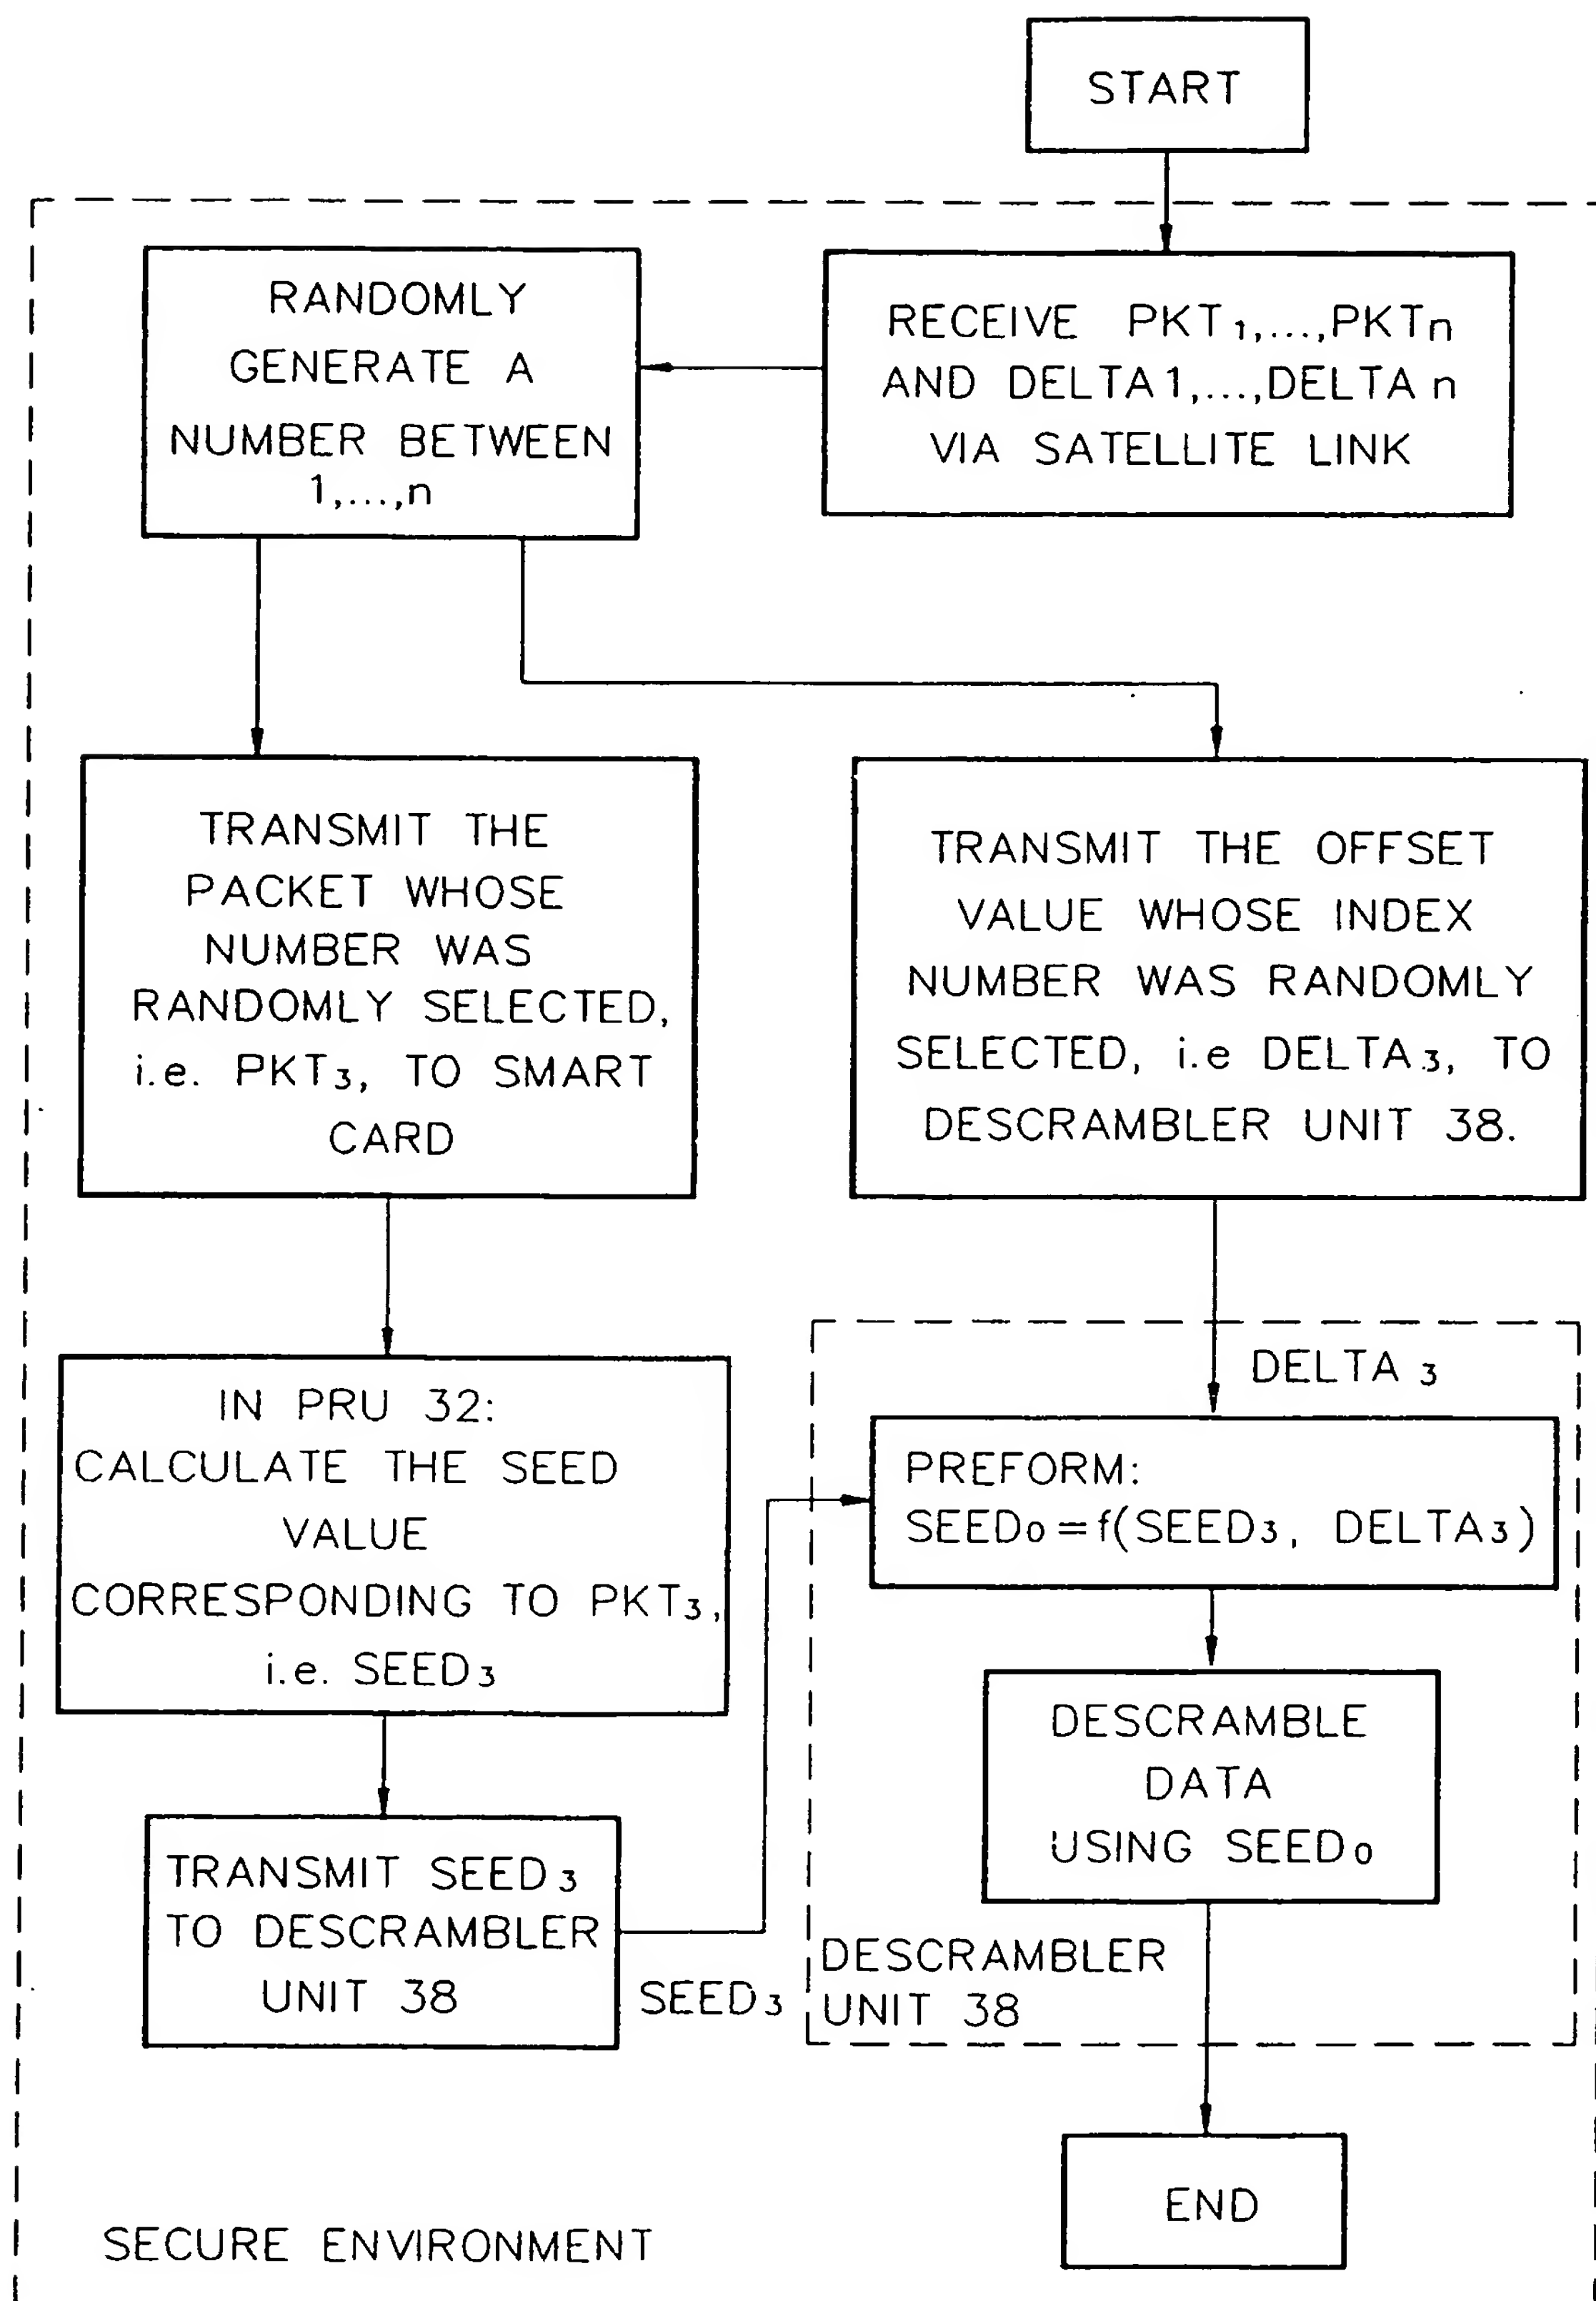 START
RECEIVE PKT₁,...,PKTn
AND DELTA1,...,DELTA n
VIA SATELLITE LINK
RANDOMLY
GENERATE A
NUMBER BETWEEN
1,...,n
TRANSMIT THE
PACKET WHOSE
NUMBER WAS
RANDOMLY SELECTED,
i.e. PKT₃, TO SMART
CARD
TRANSMIT THE OFFSET
VALUE WHOSE INDEX
NUMBER WAS RANDOMLY
SELECTED, i.e DELTA₃, TO
DESCRAMBLER UNIT 38.
IN PRU 32:
CALCULATE THE SEED
VALUE
CORRESPONDING TO PKT₃,
i.e. SEED₃
TRANSMIT SEED₃
TO DESCRAMBLER
UNIT 38
SEED₃
DELTA ₃
PREFORM:
SEED₀=f(SEED₃, DELTA₃)
DESCRAMBLE
DATA
USING SEED₀
DESCRAMBLER
UNIT 38
END
SECURE ENVIRONMENT